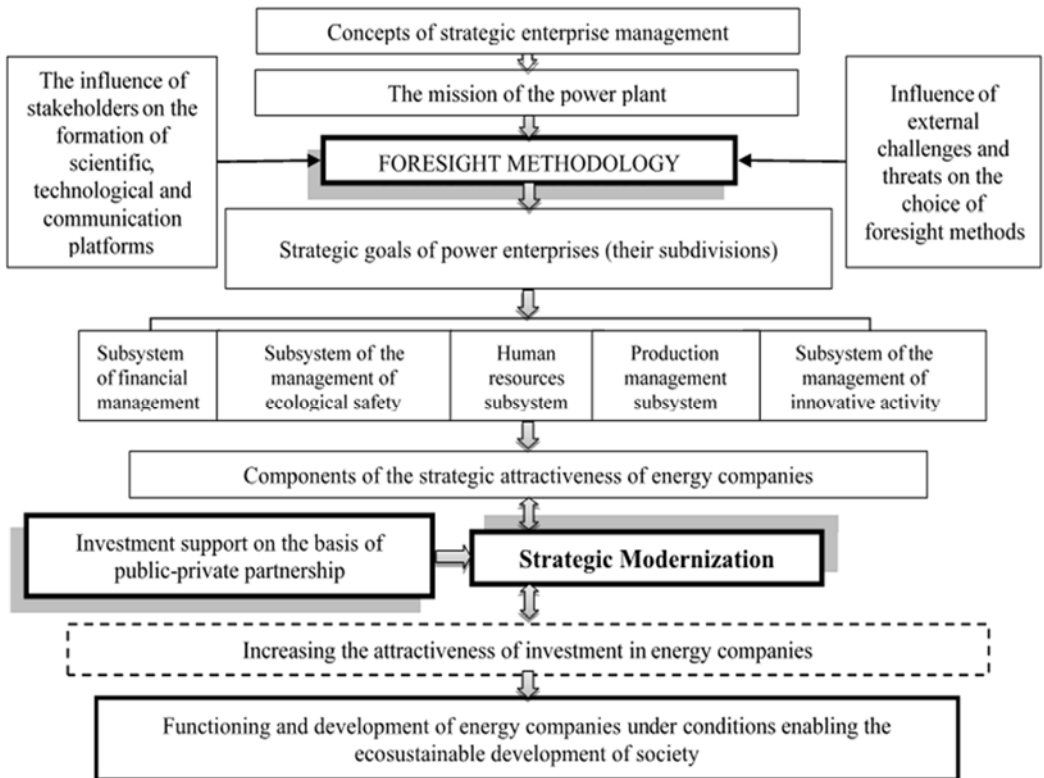 Concepts of strategic enterprise management
The mission of the power plant
The influence of
stakeholders on the
formation of
scientific,
technological and
communication
platforms
FORESIGHT METHODOLOGY
Influence of
external
challenges and
threats on the
choice of
foresight methods
Strategic goals of power enterprises (their subdivisions)
Subsystem
of financial
management
Subsystem of the
management of
ecological safety
Human
resources
subsystem
Production
management
subsystem
Subsystem of the
management of
innovative activity
Components of the strategic attractiveness of energy companies
Investment support on the basis of
public-private partnership
Strategic Modernization
Increasing the attractiveness of investment in energy companies
Functioning and development of energy companies under conditions enabling the
ecosustainable development of society